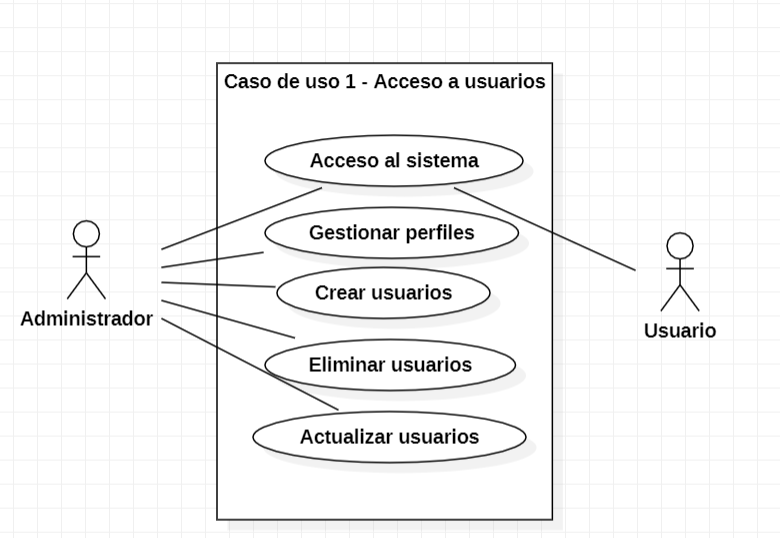 Caso de uso 1 - Acceso a usuarios
Acceso al sistema
Gestionar perfiles
Crear usuarios
Administrador
Usuario
Eliminar usuarios
Actualizar usuarios